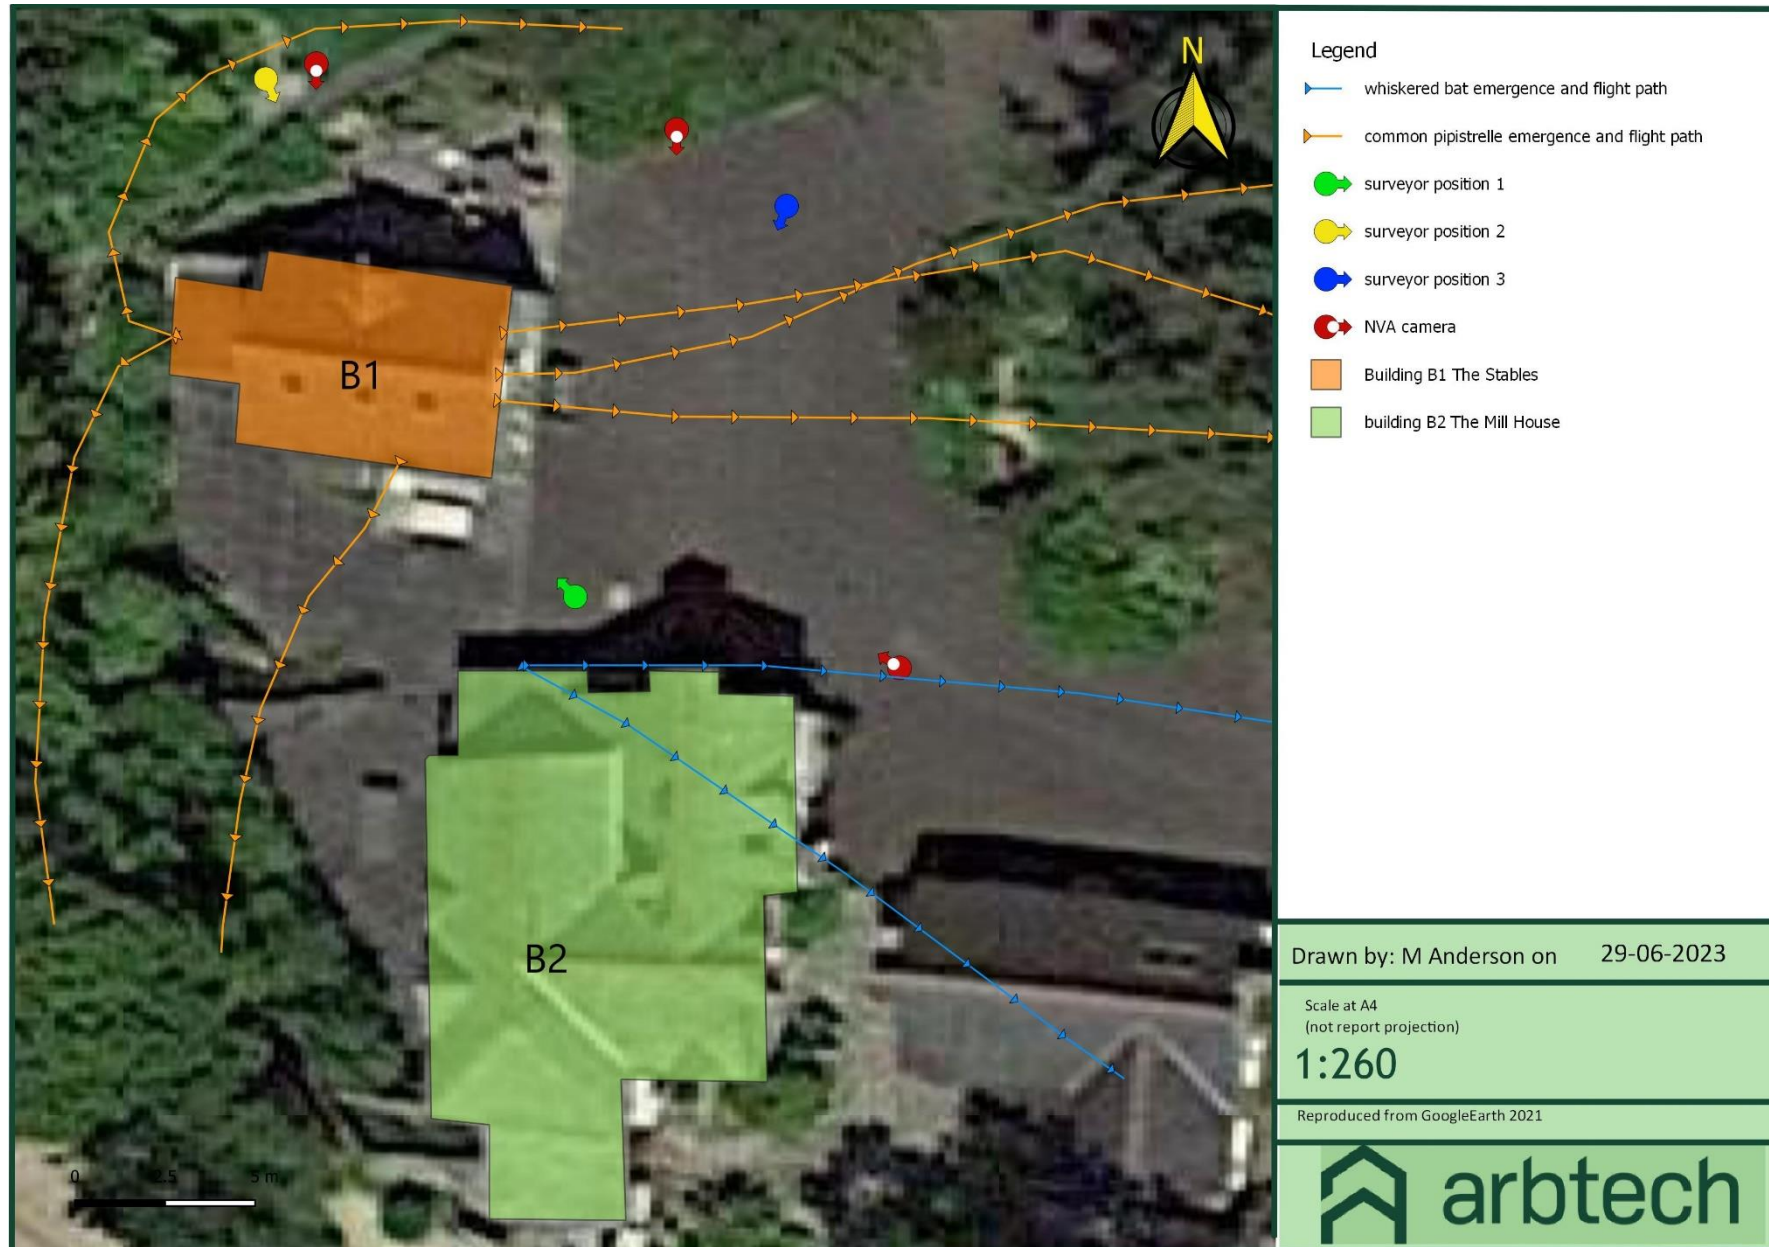 N
B1
B2
0 2.5 5 m
Legend
whiskered bat emergence and flight path
common pipistrelle emergence and flight path
surveyor position 1
surveyor position 2
surveyor position 3
NVA camera
Building B1 The Stables
building B2 The Mill House
Drawn by: M Anderson on 29-06-2023
Scale at A4
(not report projection)
1:260
Reproduced from GoogleEarth 2021
arbtech